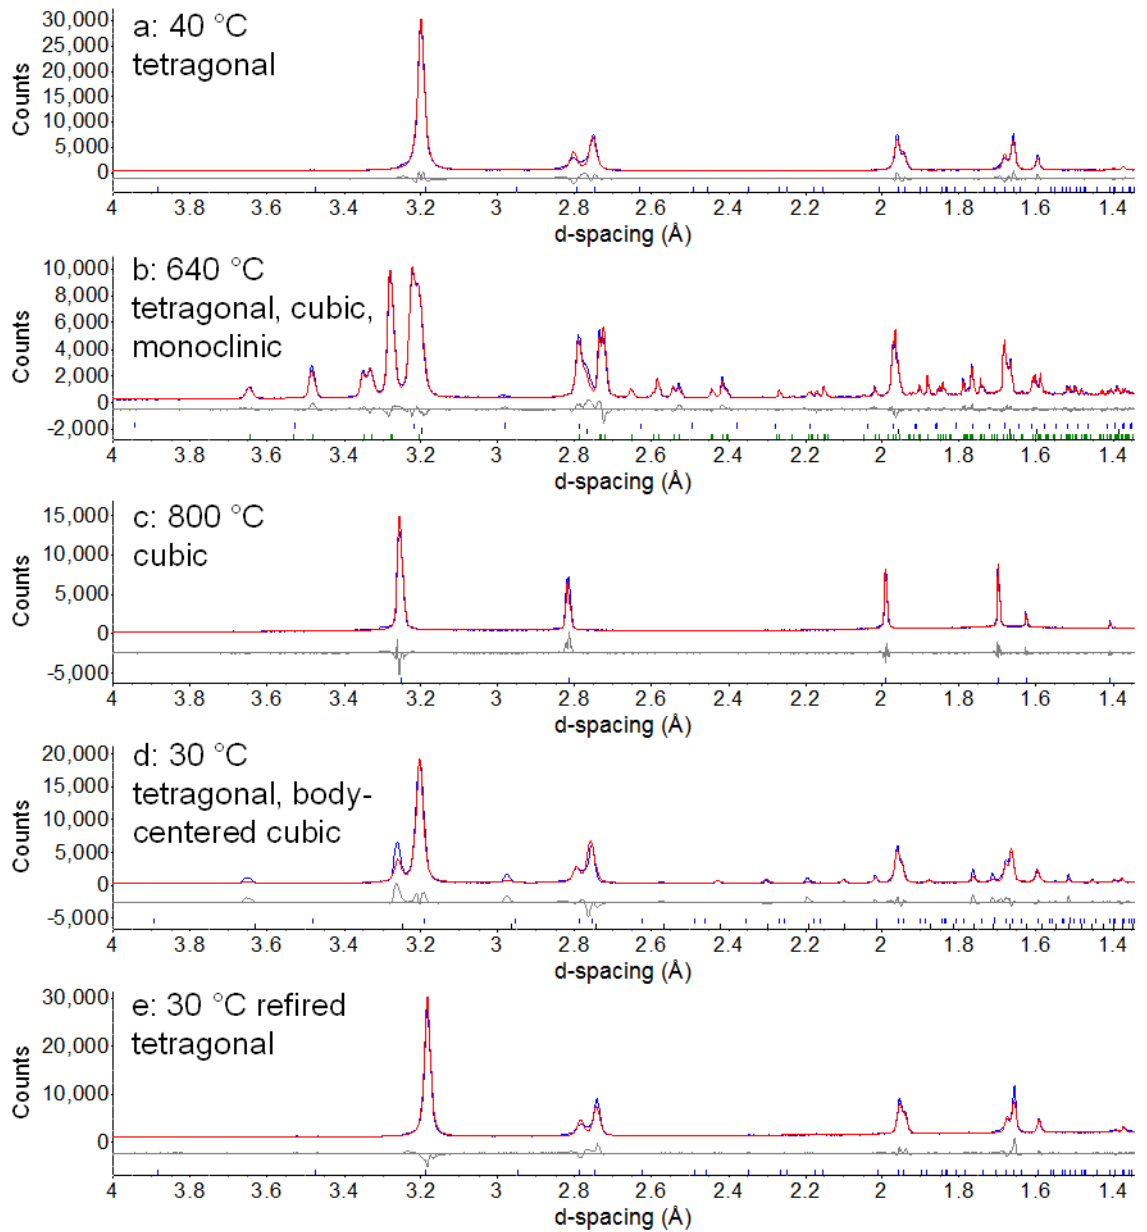 a: 40 °C
tetragonal
Counts
30,000
25,000
20,000
15,000
10,000
5,000
0
4 3.8 3.6 3.4 3.2 3 2.8 2.6 2.4 2.2 2 1.8 1.6 1.4
d-spacing (Å)
b: 640 °C
tetragonal, cubic,
monoclinic
Counts
10,000
8,000
6,000
4,000
2,000
0
-2,000
4 3.8 3.6 3.4 3.2 3 2.8 2.6 2.4 2.2 2 1.8 1.6 1.4
d-spacing (Å)
c: 800 °C
cubic
Counts
15,000
10,000
5,000
0
-5,000
4 3.8 3.6 3.4 3.2 3 2.8 2.6 2.4 2.2 2 1.8 1.6 1.4
d-spacing (Å)
d: 30 °C
tetragonal, body-
centered cubic
Counts
20,000
15,000
10,000
5,000
0
-5,000
4 3.8 3.6 3.4 3.2 3 2.8 2.6 2.4 2.2 2 1.8 1.6 1.4
d-spacing (Å)
e: 30 °C refired
tetragonal
Counts
30,000
20,000
10,000
0
4 3.8 3.6 3.4 3.2 3 2.8 2.6 2.4 2.2 2 1.8 1.6 1.4
d-spacing (Å)